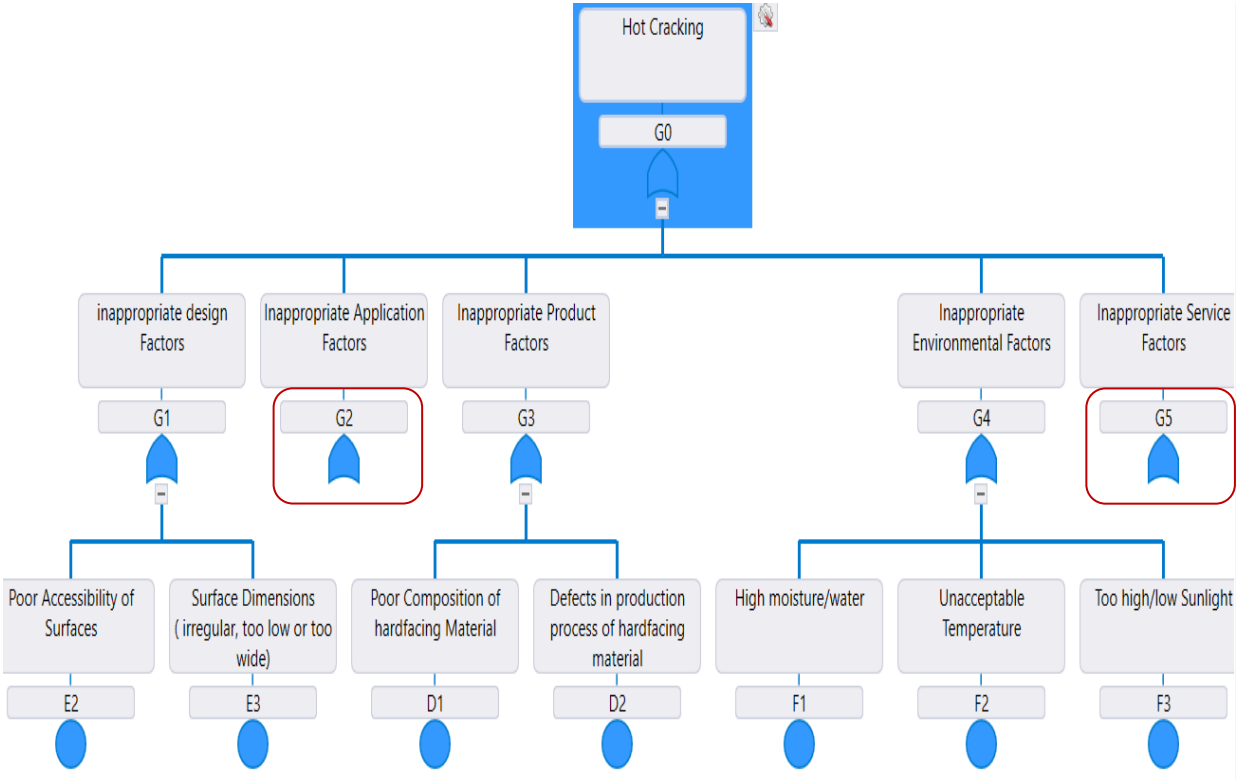 Hot Cracking
G0
inappropriate design
Factors
Inappropriate Application
Factors
Inappropriate Product
Factors
Inappropriate
Environmental Factors
Inappropriate Service
Factors
G1
G2
G3
G4
G5
Poor Accessibility of
Surfaces
Surface Dimensions
( irregular, too low or too
wide)
Poor Composition of
hardfacing Material
Defects in production
process of hardfacing
material
High moisture/water
Unacceptable
Temperature
Too high/low Sunlight
E2
E3
D1
D2
F1
F2
F3